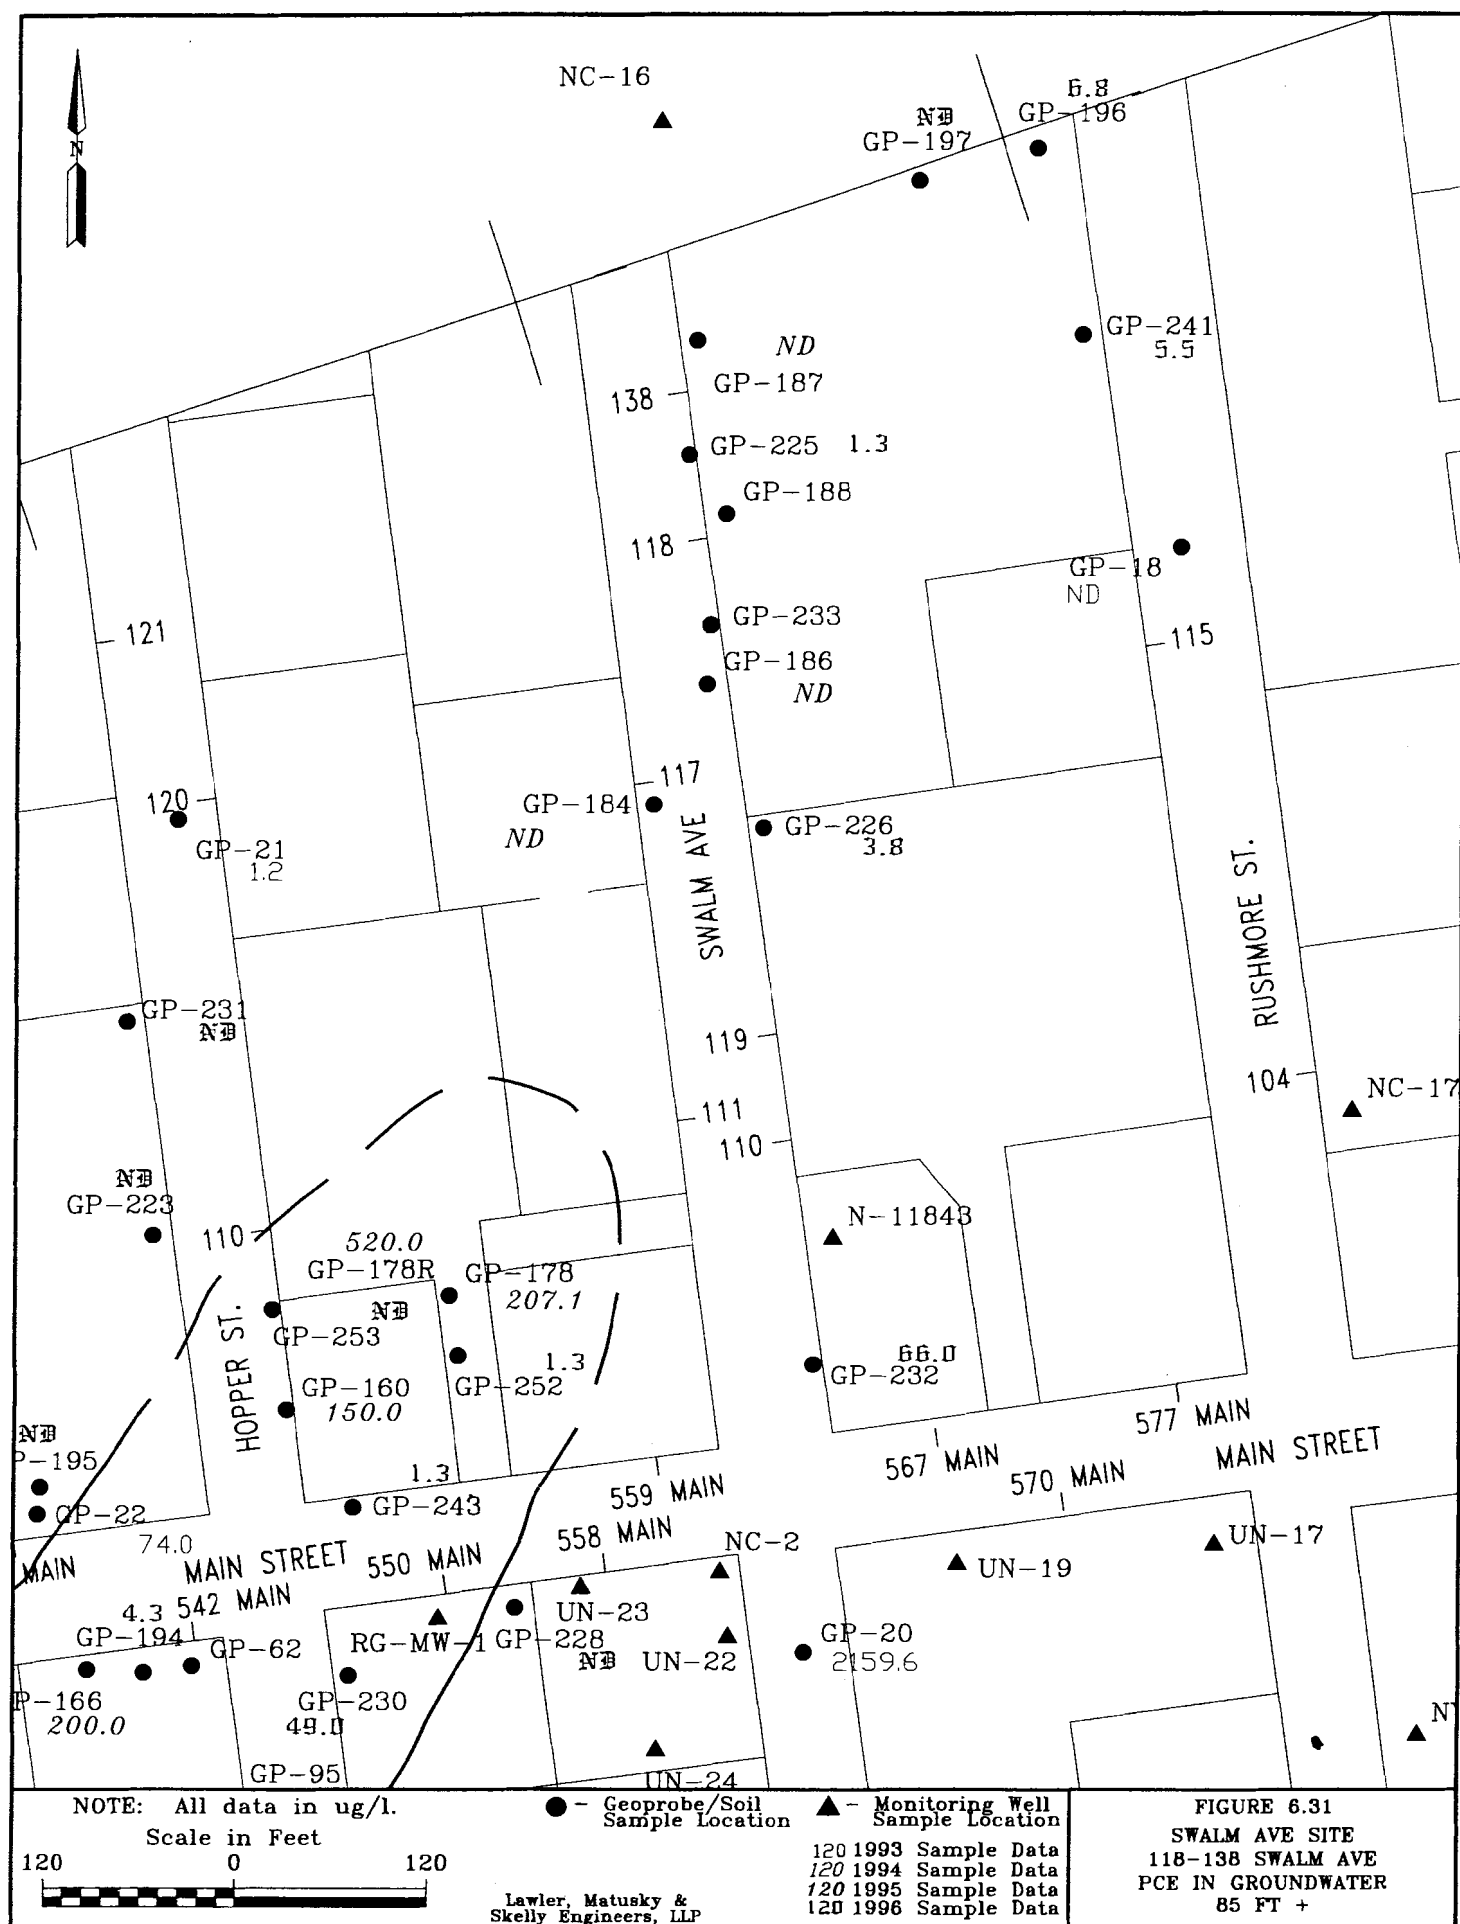 NC-16
6.8
ND
GP-196
GP-197
N
GP-241
5.5
ND
GP-187
138
GP-225 1.3
GP-188
118
GP-18
ND
121
GP-233
115
GP-186
ND
117
120
GP-184
ND
GP-226
3.8
GP-21
1.2
SWALM AVE
RUSHMORE ST.
GP-231
ND
119
104
NC-17
111
110
ND
GP-223
N-11843
110
520.0
GP-178R
GP-178
207.1
ND
GP-253
HOPPER ST.
1.3
GP-252
66.0
GP-232
GP-160
150.0
577 MAIN
MAIN STREET
ND
P-195
567 MAIN
1.3
GP-243
559 MAIN
570 MAIN
GP-22
74.0
558 MAIN
NC-2
UN-17
MAIN
MAIN STREET
550 MAIN
UN-19
4.3
542 MAIN
UN-23
GP-194
GP-62
RG-MW-1
GP-228
ND
UN-22
GP-20
2159.6
P-166
200.0
GP-230
49.0
GP-95
UN-24
NY
NOTE: All data in ug/l.
Scale in Feet
120 0 120
- Geoprobe/Soil
Sample Location
- Monitoring Well
Sample Location
120 1993 Sample Data
120 1994 Sample Data
120 1995 Sample Data
120 1996 Sample Data
Lawler, Matusky &
Skelly Engineers, LLP
FIGURE 6.31
SWALM AVE SITE
118-138 SWALM AVE
PCE IN GROUNDWATER
85 FT +